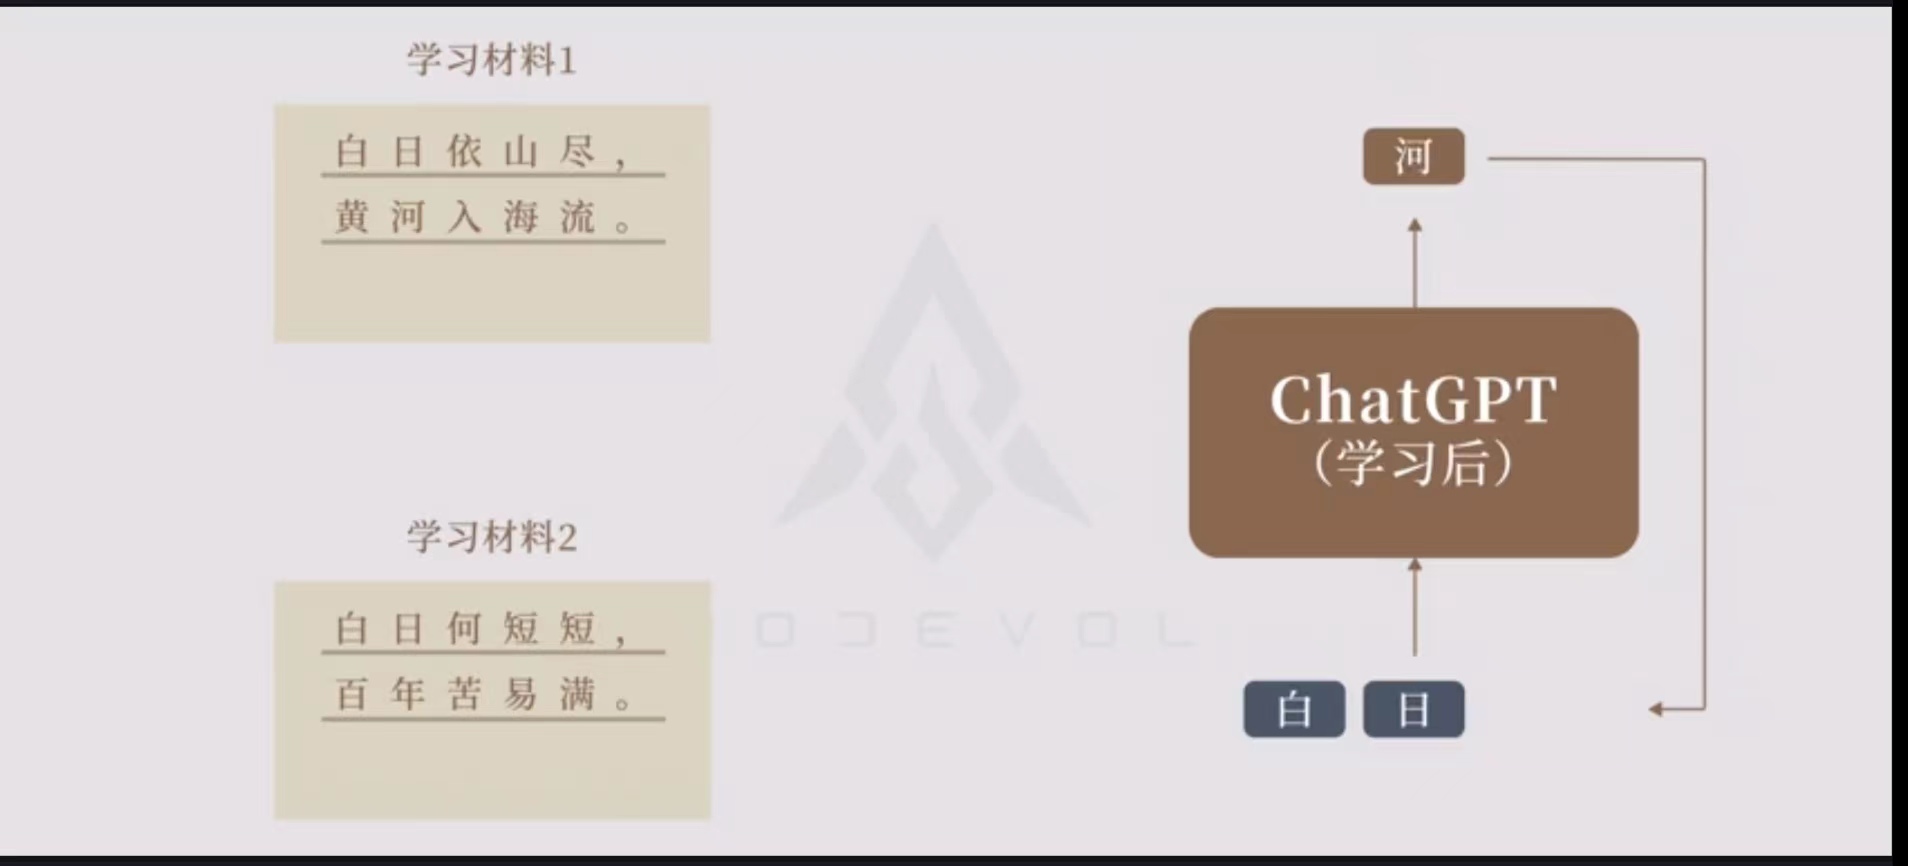 学习材料1
白日依山尽，
黄河入海流。
学习材料2
白日何短短，
百年苦易满。
河
ChatGPT
（学习后）
白日
ODEVOL